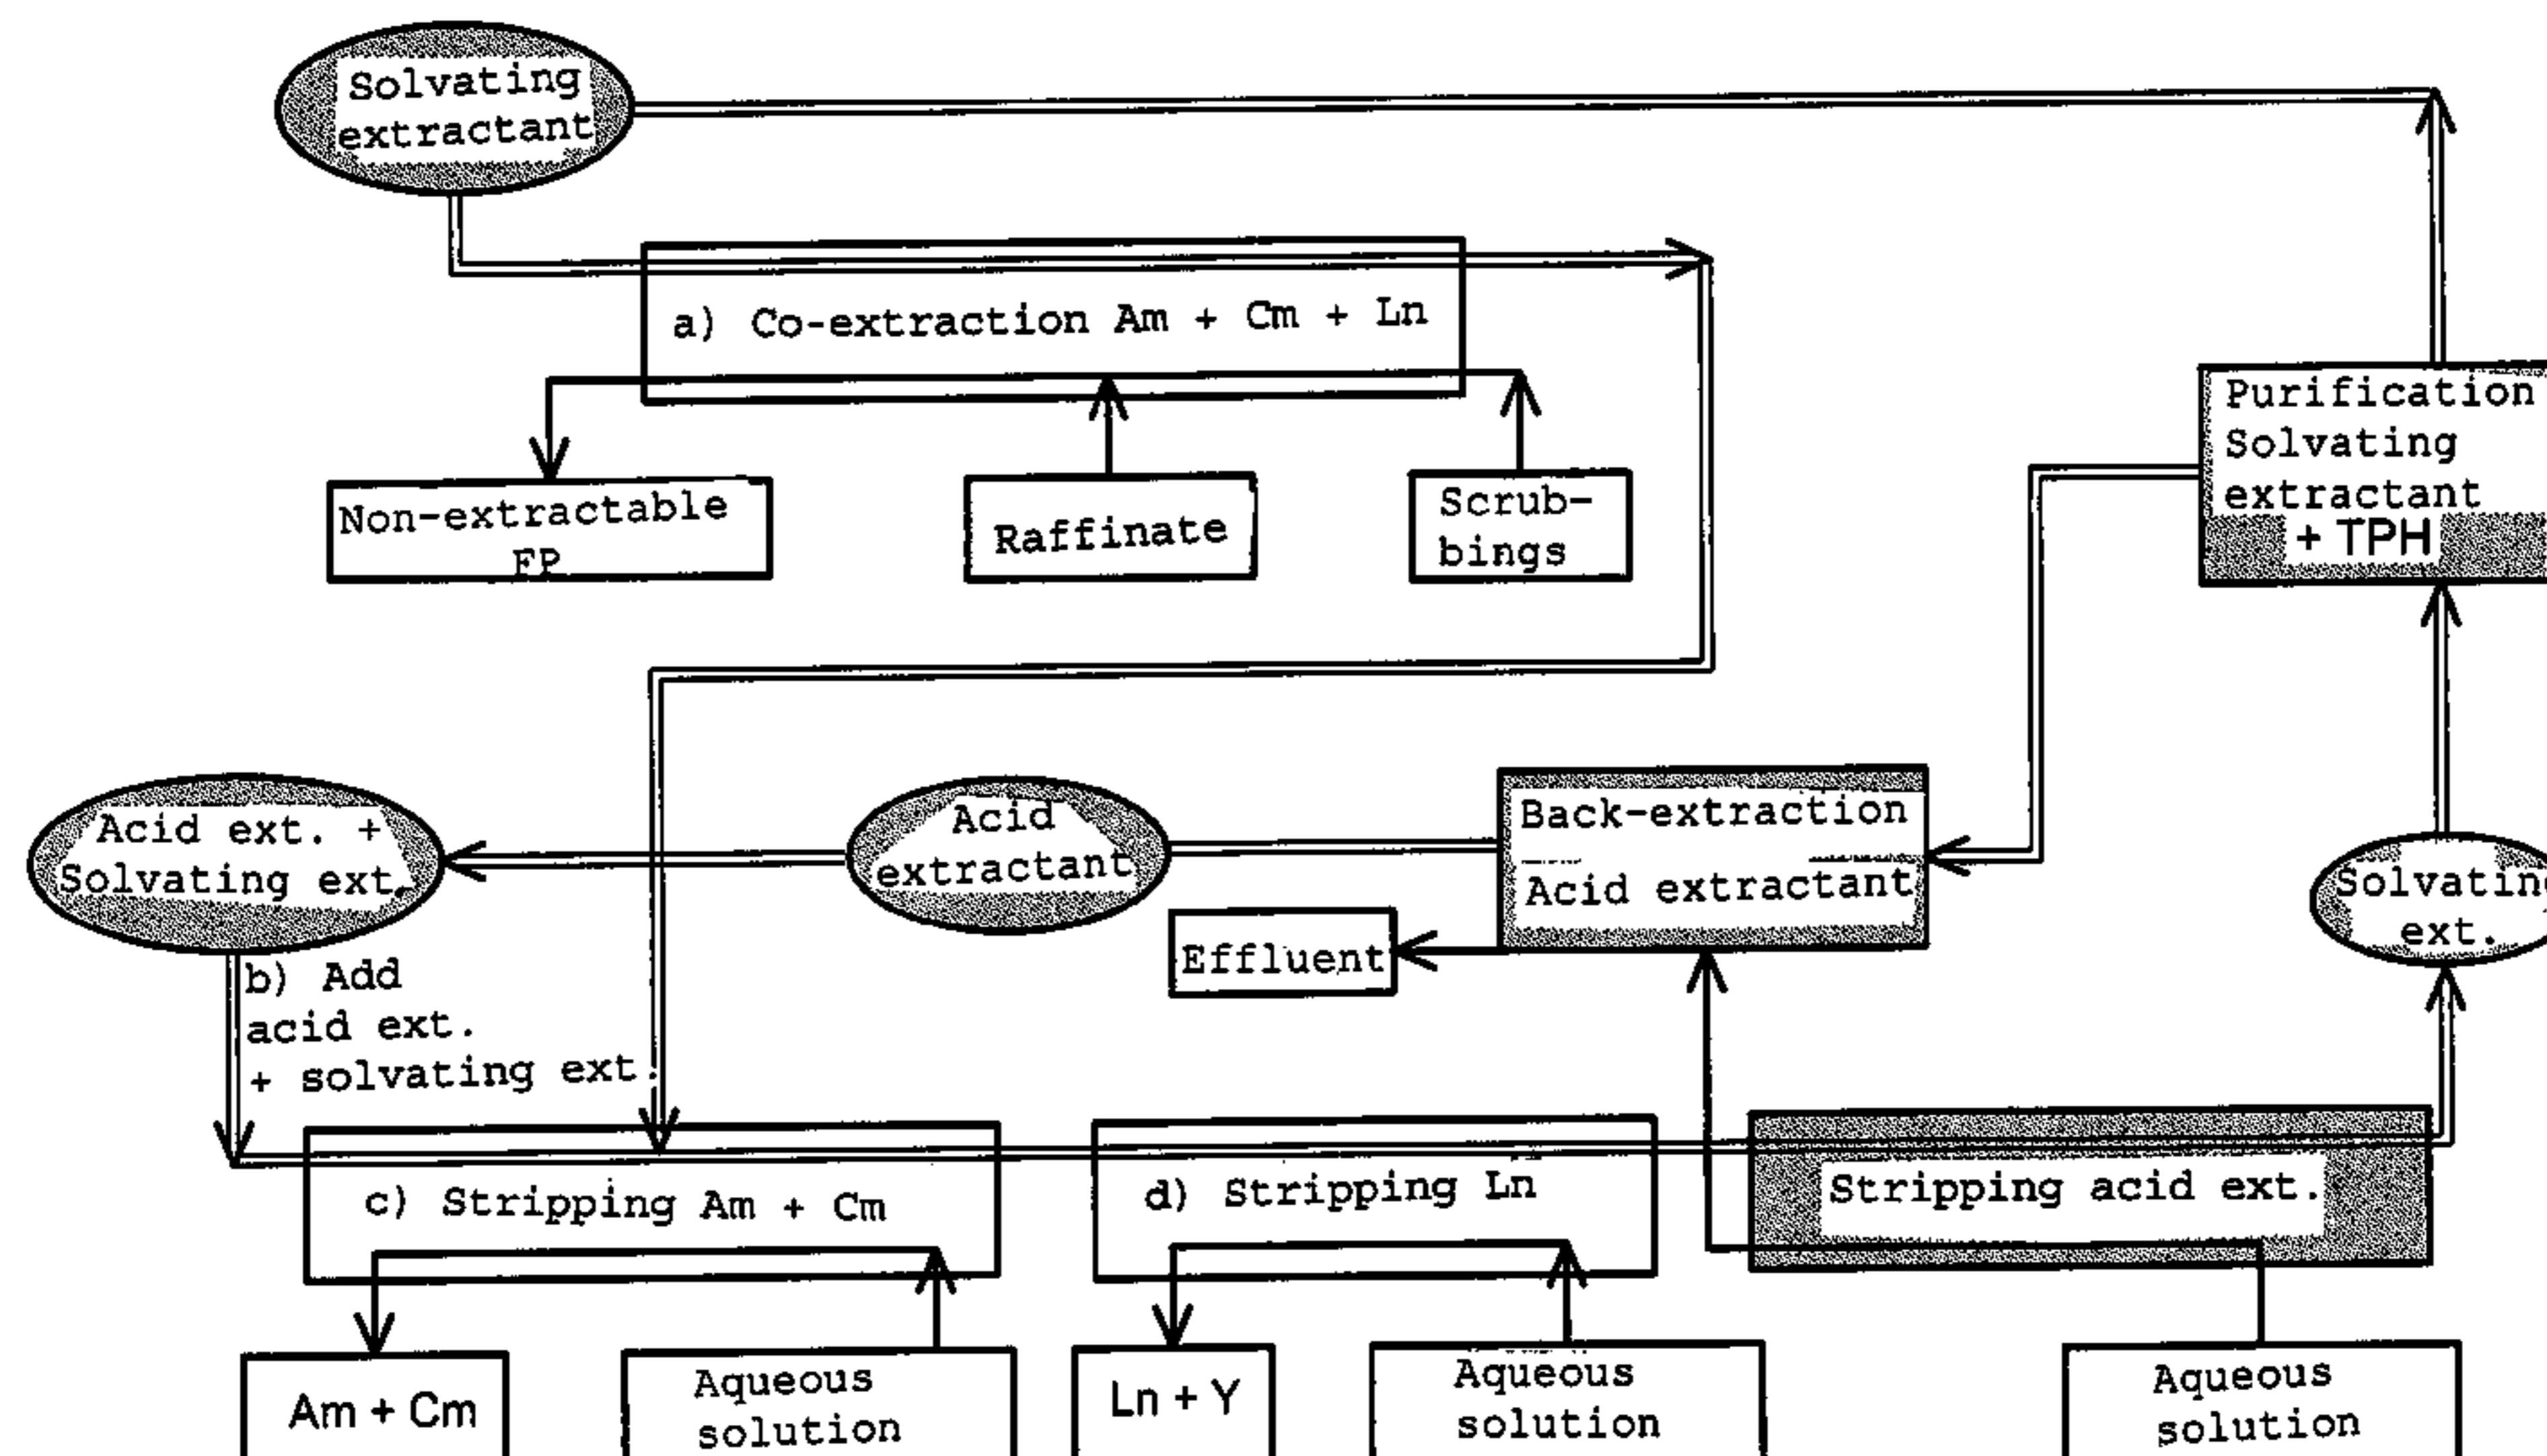 Solvating
extractant
a) Co-extraction Am + Cm + Ln
Purification
Solvating
extractant
+ TPH
Non-extractable
FP
Raffinate
Scrub-
bings
Acid ext. +
Solvating ext.
Acid
extractant
Back-extraction
Acid extractant
Effluent
Solvating
ext.
b) Add
acid ext.
+ solvating ext.
c) Stripping Am + Cm
d) Stripping Ln
Stripping acid ext.
Am + Cm
Aqueous
solution
Ln + Y
Aqueous
solution
Aqueous
solution